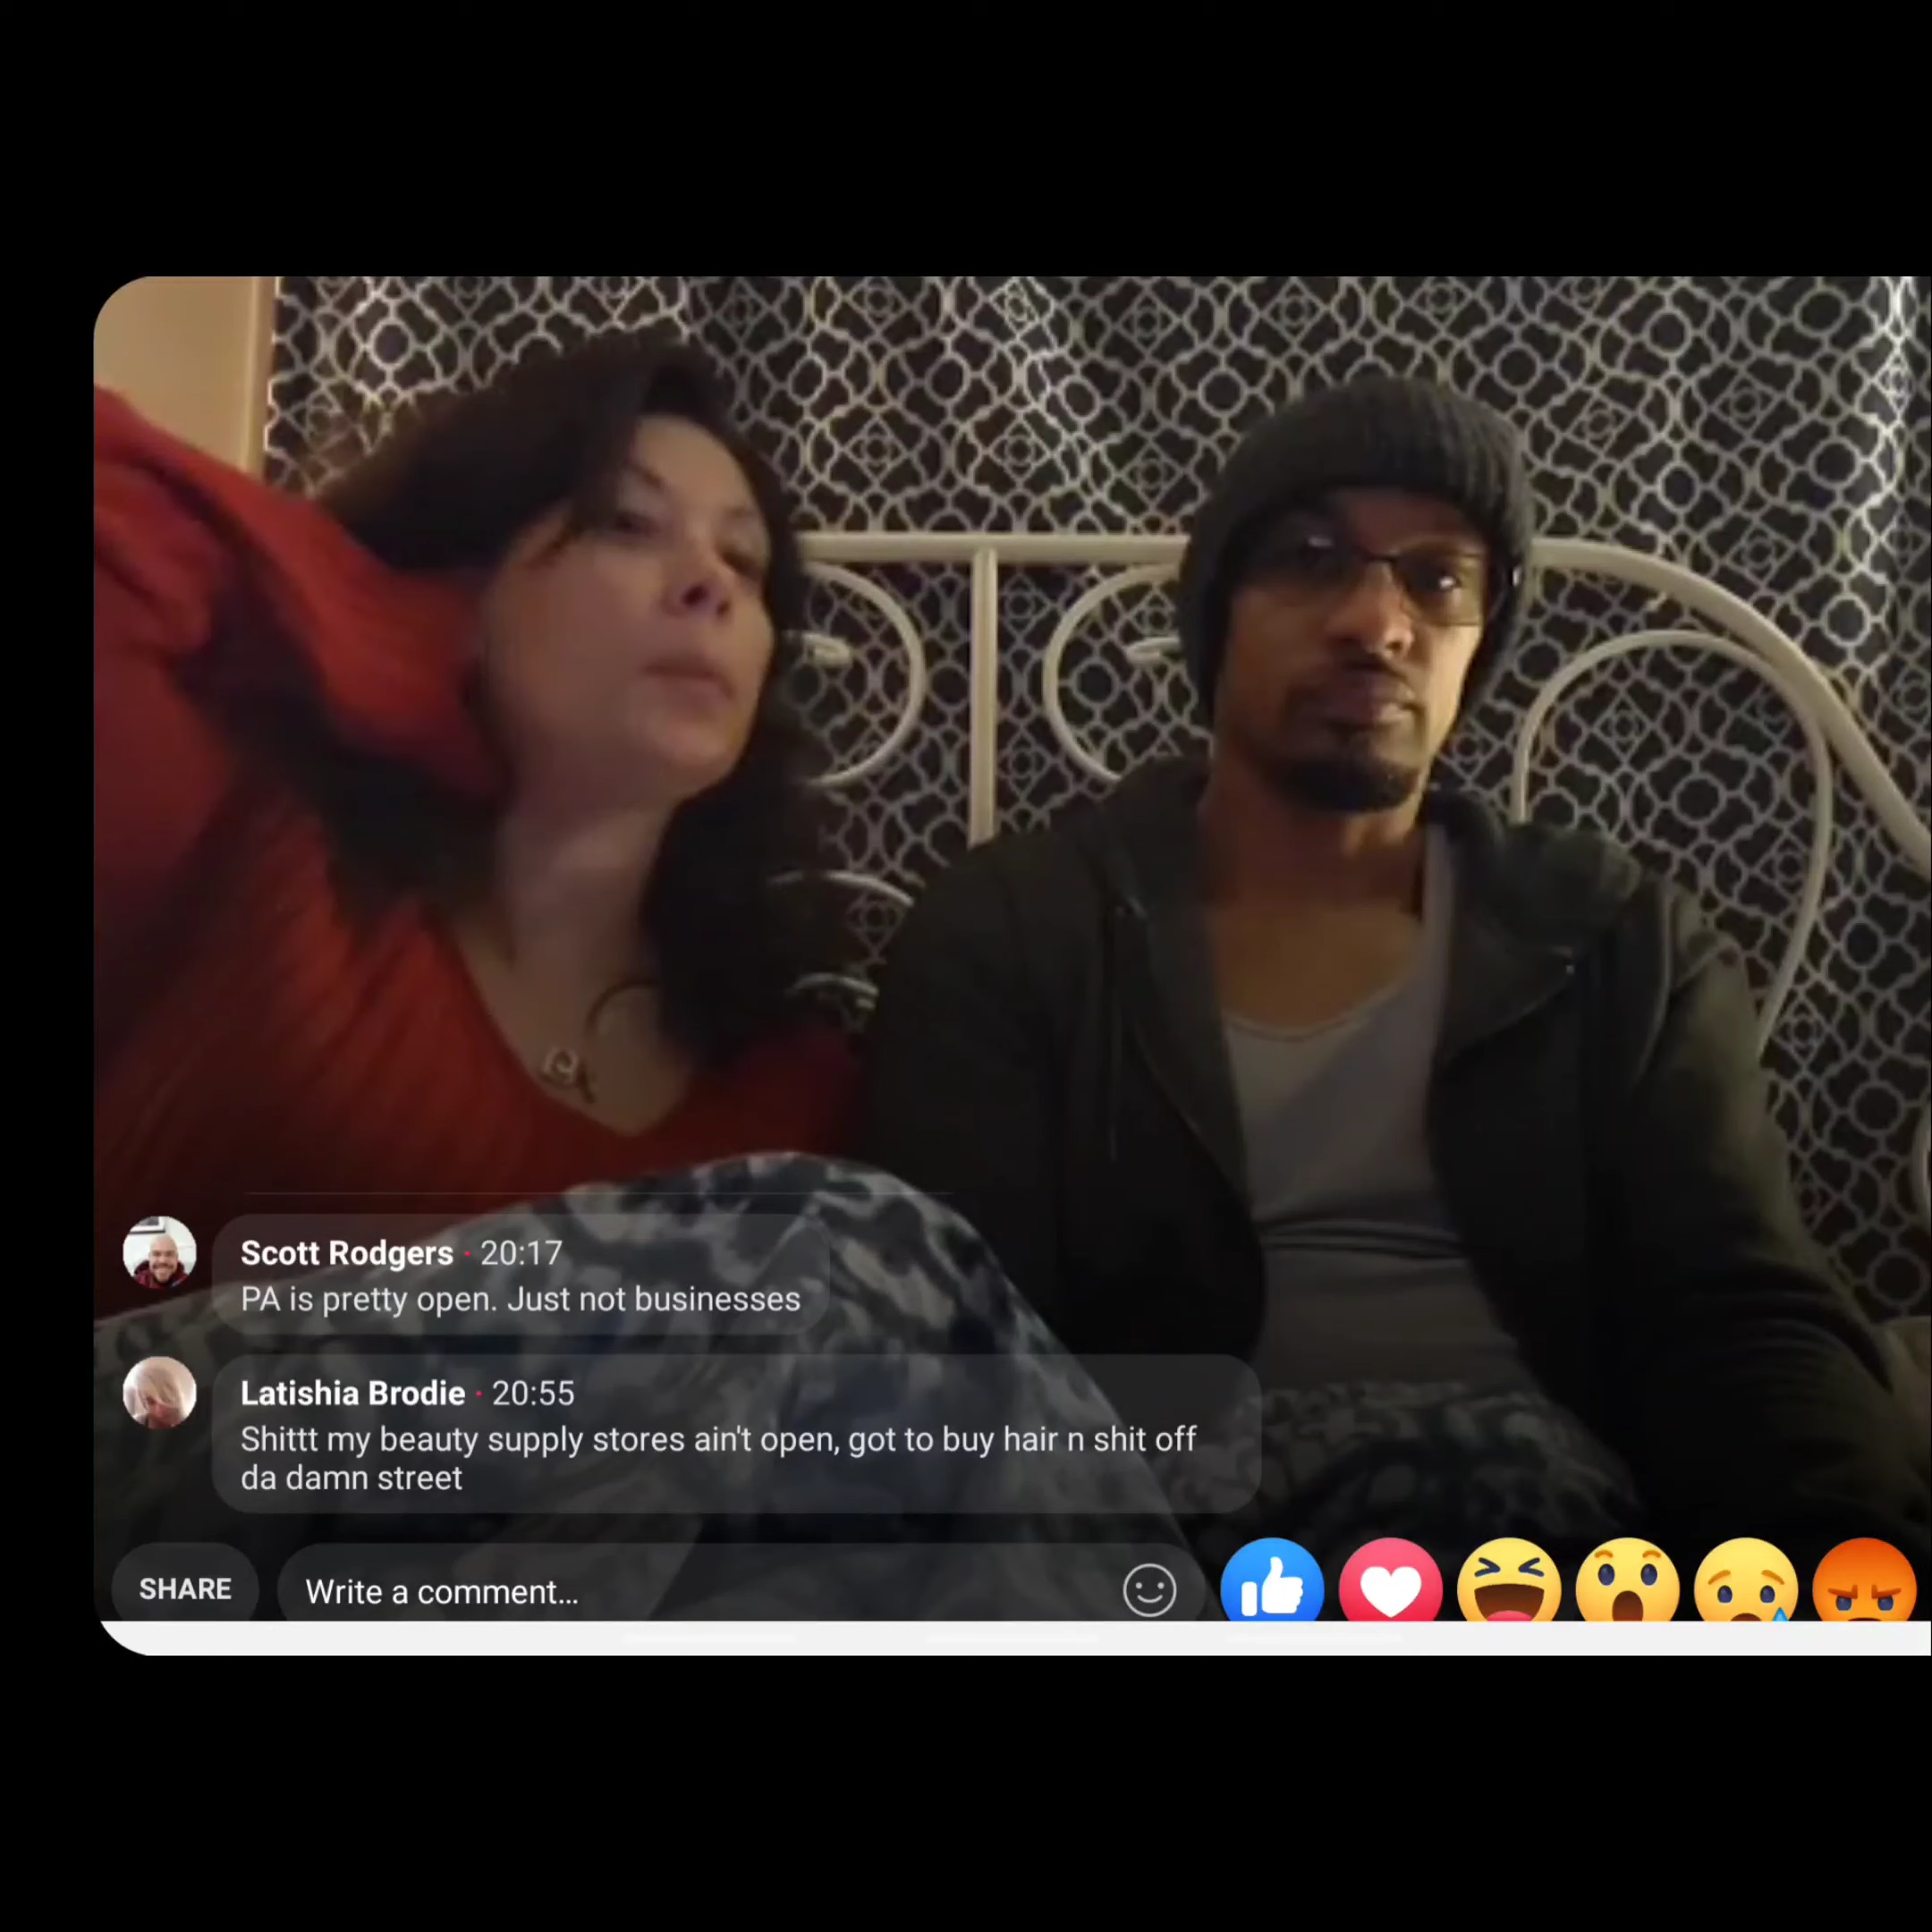 Scott Rodgers · 20:17
PA is pretty open. Just not businesses
Latishia Brodie · 20:55
Shittt my beauty supply stores ain't open, got to buy hair n shit off
da damn street
SHARE
Write a comment...